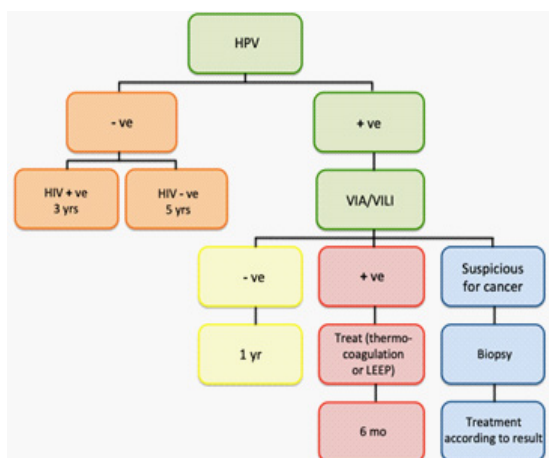 HPV
- ve
+ ve
HIV + ve
3 yrs
HIV - ve
5 yrs
VIA/VILI
- ve
+ ve
Suspicious
for cancer
1 yr
Treat (thermo-
coagulation
or LEEP)
Biopsy
6 mo
Treatment
according to result